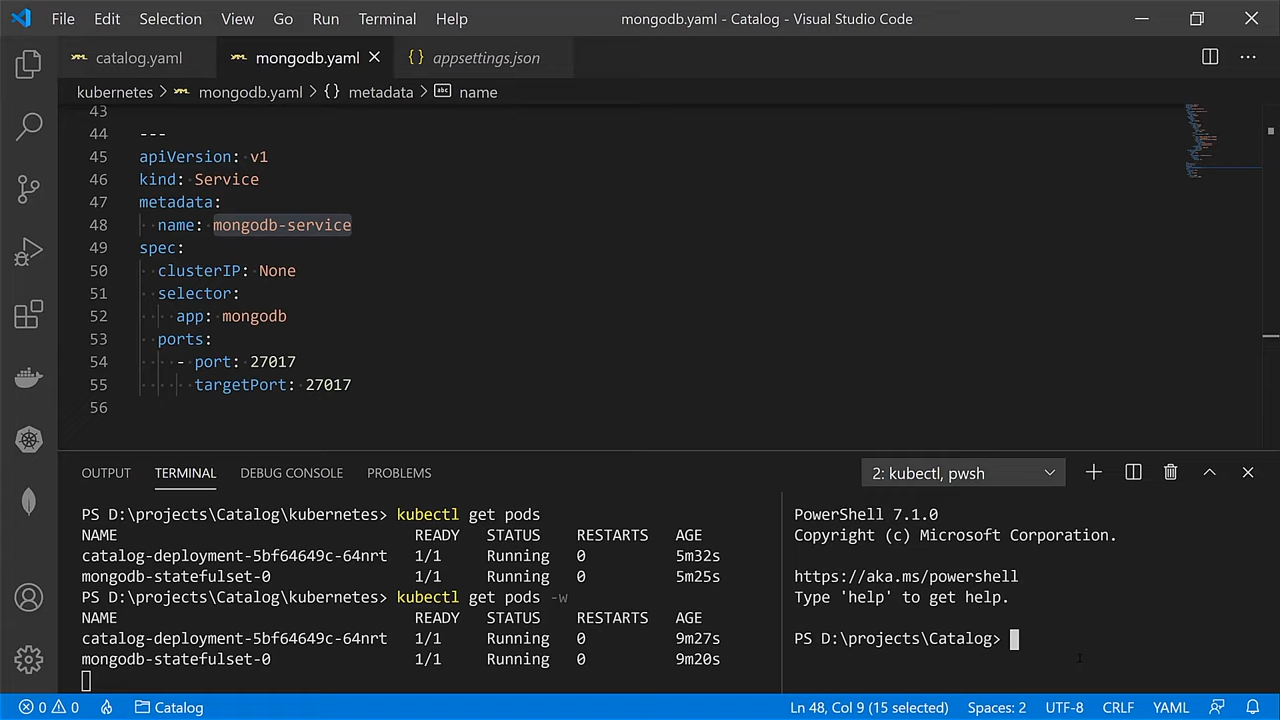 File Edit Selection View Go Run Terminal Help mongodb.yaml - Catalog - Visual Studio Code
catalog.yaml mongodb.yaml appsettings.json
kubernetes > mongodb.yaml > {} metadata > abc name
43
44 ---
45 apiVersion: v1
46 kind: Service
47 metadata:
48 name: mongodb-service
49 spec:
50 clusterIP: None
51 selector:
52 app: mongodb
53 ports:
54 - port: 27017
55 targetPort: 27017
56
OUTPUT TERMINAL DEBUG CONSOLE PROBLEMS 2: kubectl, pwsh
PS D:\projects\Catalog\kubernetes> kubectl get pods
NAME READY STATUS RESTARTS AGE
catalog-deployment-5bf64649c-64nrt 1/1 Running 0 5m32s
mongodb-statefulset-0 1/1 Running 0 5m25s
PS D:\projects\Catalog\kubernetes> kubectl get pods -w
NAME READY STATUS RESTARTS AGE
catalog-deployment-5bf64649c-64nrt 1/1 Running 0 9m27s
mongodb-statefulset-0 1/1 Running 0 9m20s
PowerShell 7.1.0
Copyright (c) Microsoft Corporation.
https://aka.ms/powershell
Type 'help' to get help.
PS D:\projects\Catalog>
0 0 Catalog Ln 48, Col 9 (15 selected) Spaces: 2 UTF-8 CRLF YAML